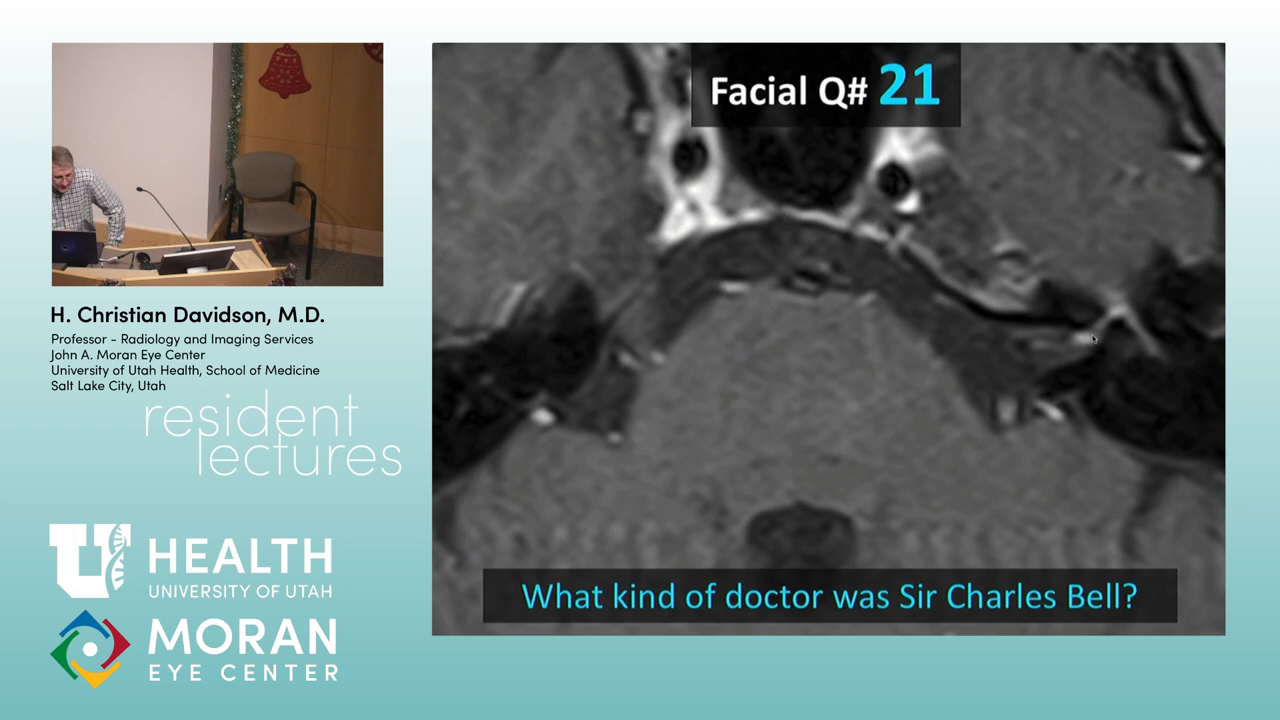 Facial Q# 21
H. Christian Davidson, M.D.
Professor - Radiology and Imaging Services
John A. Moran Eye Center
University of Utah Health, School of Medicine
Salt Lake City, Utah
resident
lectures
U HEALTH
UNIVERSITY OF UTAH
MORAN
EYE CENTER
What kind of doctor was Sir Charles Bell?